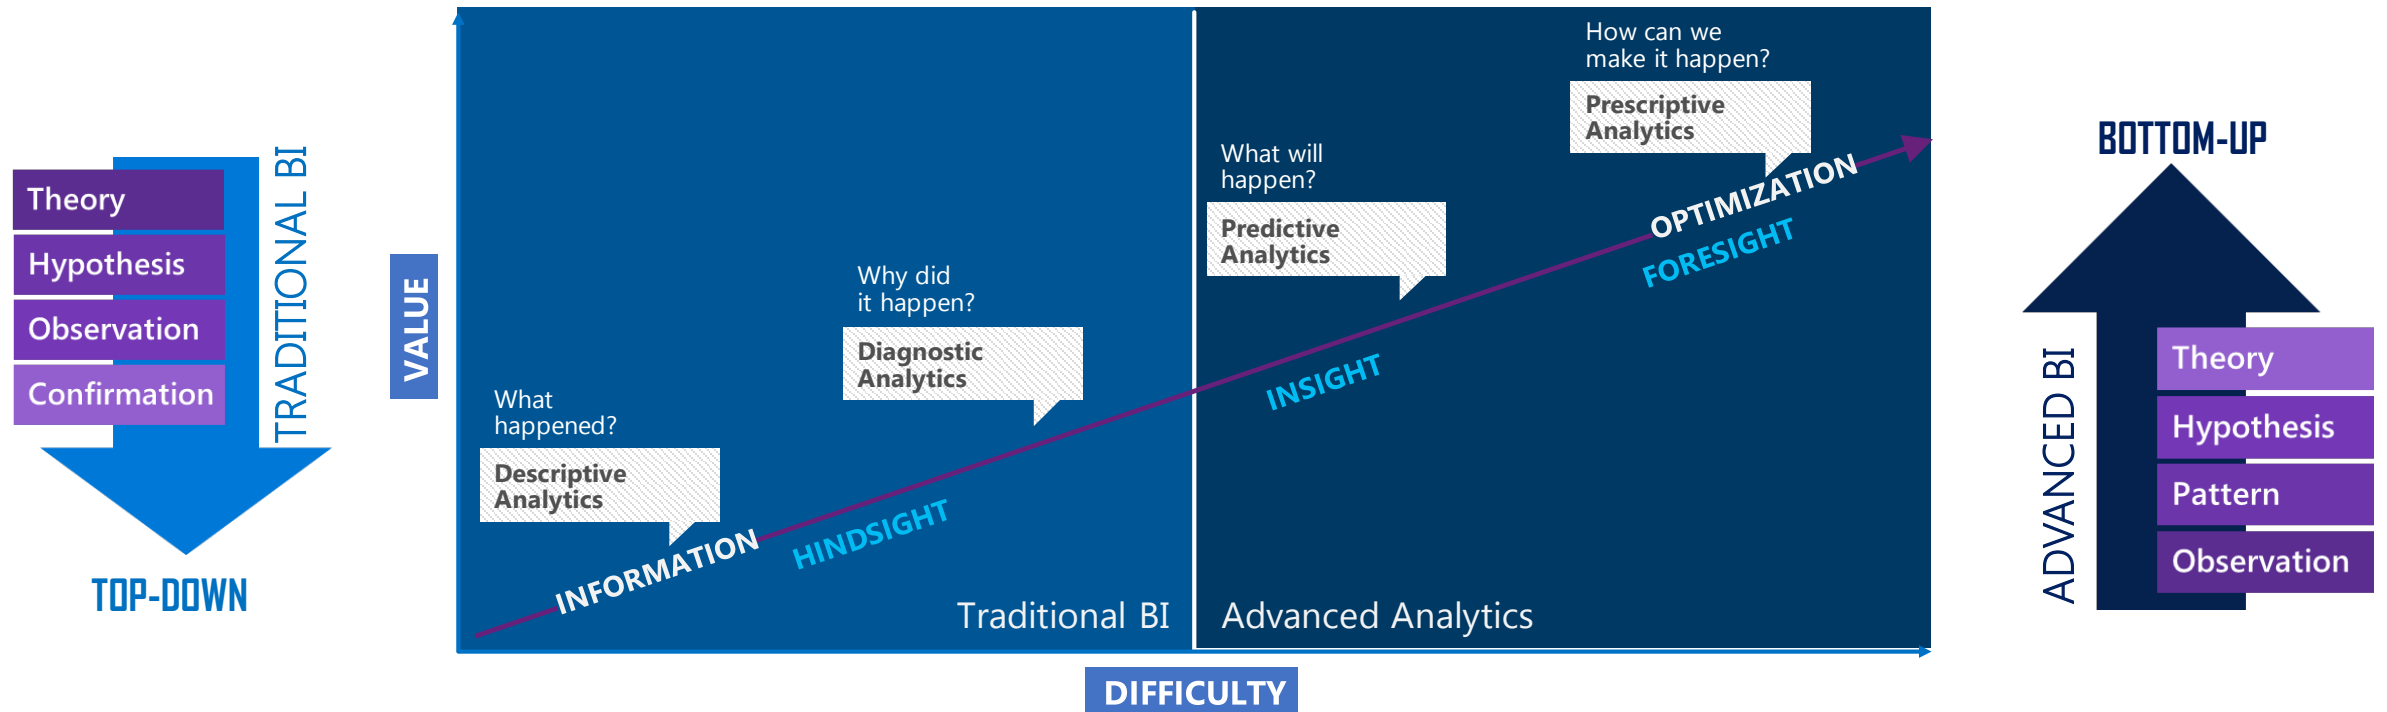 TRADITIONAL BI
Theory
Hypothesis
Observation
Confirmation
TOP-DOWN
VALUE
What
happened?
Descriptive
Analytics
Why did
it happen?
Diagnostic
Analytics
What will
happen?
Predictive
Analytics
How can we
make it happen?
Prescriptive
Analytics
INFORMATION
HINDSIGHT
INSIGHT
OPTIMIZATION
FORESIGHT
Traditional BI
Advanced Analytics
DIFFICULTY
BOTTOM-UP
ADVANCED BI
Theory
Hypothesis
Pattern
Observation